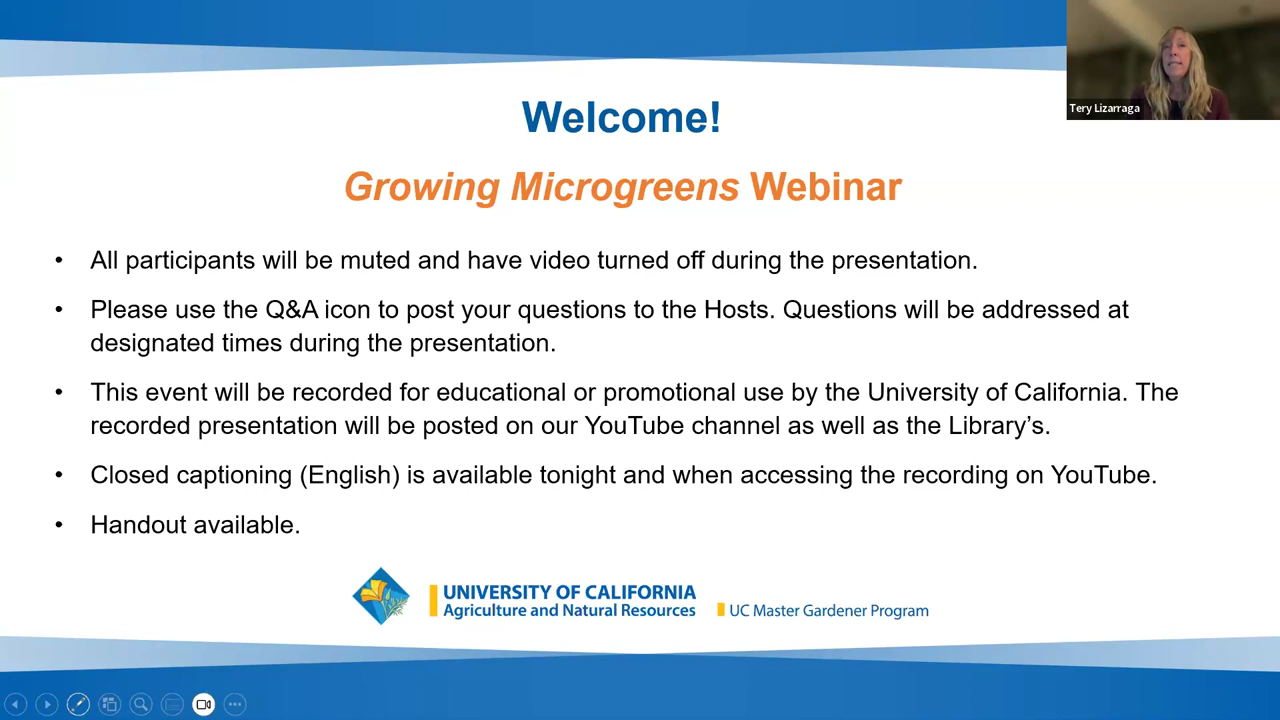 Tery Lizarraga
Welcome!
Growing Microgreens Webinar
• All participants will be muted and have video turned off during the presentation.
• Please use the Q&A icon to post your questions to the Hosts. Questions will be addressed at
designated times during the presentation.
• This event will be recorded for educational or promotional use by the University of California. The
recorded presentation will be posted on our YouTube channel as well as the Library’s.
• Closed captioning (English) is available tonight and when accessing the recording on YouTube.
• Handout available.
UNIVERSITY OF CALIFORNIA
Agriculture and Natural Resources
UC Master Gardener Program